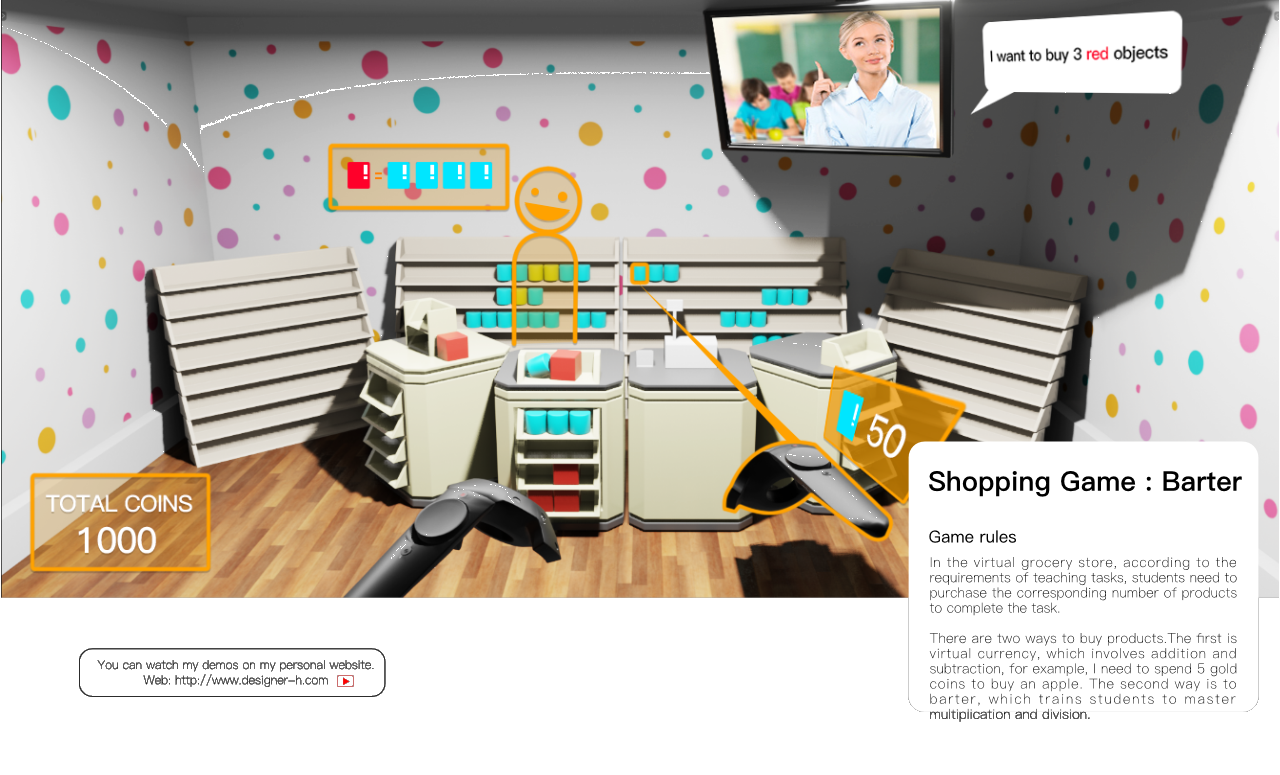 I want to buy 3 red objects
! = ! ! ! !
! 50
TOTAL COINS
1000
Shopping Game : Barter
Game rules
In the virtual grocery store, according to the
requirements of teaching tasks, students need to
purchase the corresponding number of products
to complete the task.
There are two ways to buy products.The first is
virtual currency, which involves addition and
subtraction, for example, I need to spend 5 gold
coins to buy an apple. The second way is to
barter, which trains students to master
multiplication and division.
You can watch my demos on my personal website.
Web: http://www.designer-h.com